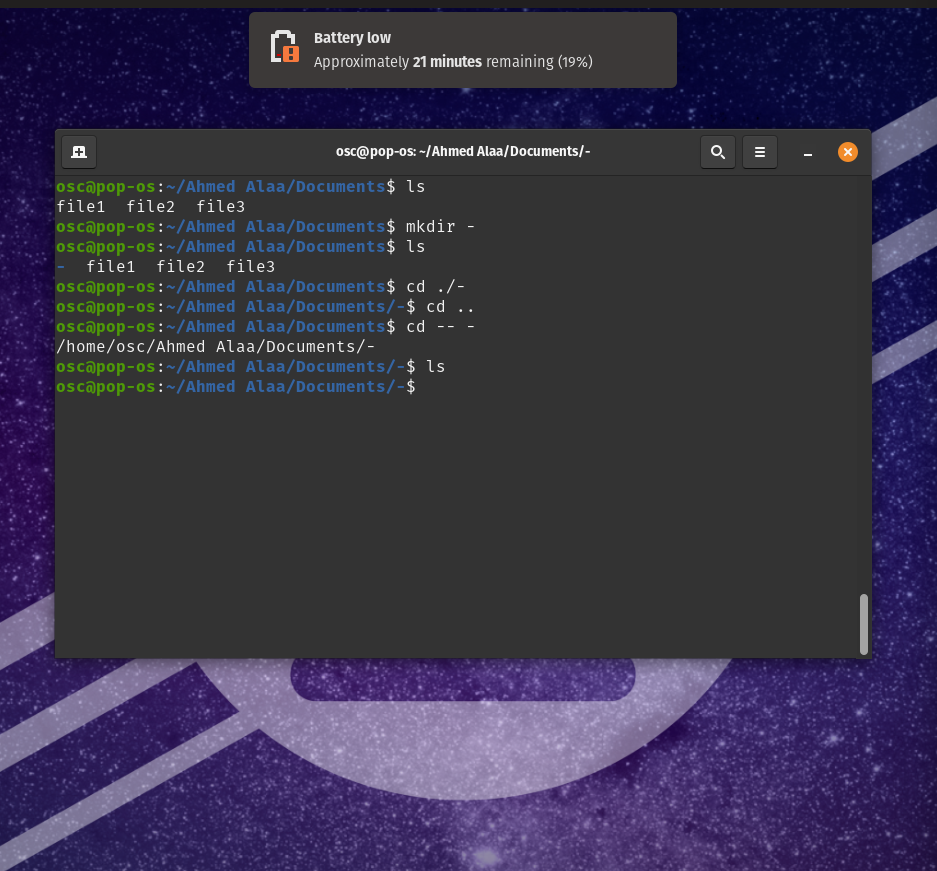 Battery low
Approximately 21 minutes remaining (19%)
osc@pop-os: ~/Ahmed Alaa/Documents/-
osc@pop-os:~/Ahmed Alaa/Documents$ ls
file1  file2  file3
osc@pop-os:~/Ahmed Alaa/Documents$ mkdir -
osc@pop-os:~/Ahmed Alaa/Documents$ ls
-  file1  file2  file3
osc@pop-os:~/Ahmed Alaa/Documents$ cd ./-
osc@pop-os:~/Ahmed Alaa/Documents/-$ cd ..
osc@pop-os:~/Ahmed Alaa/Documents$ cd -- -
/home/osc/Ahmed Alaa/Documents/-
osc@pop-os:~/Ahmed Alaa/Documents/-$ ls
osc@pop-os:~/Ahmed Alaa/Documents/-$